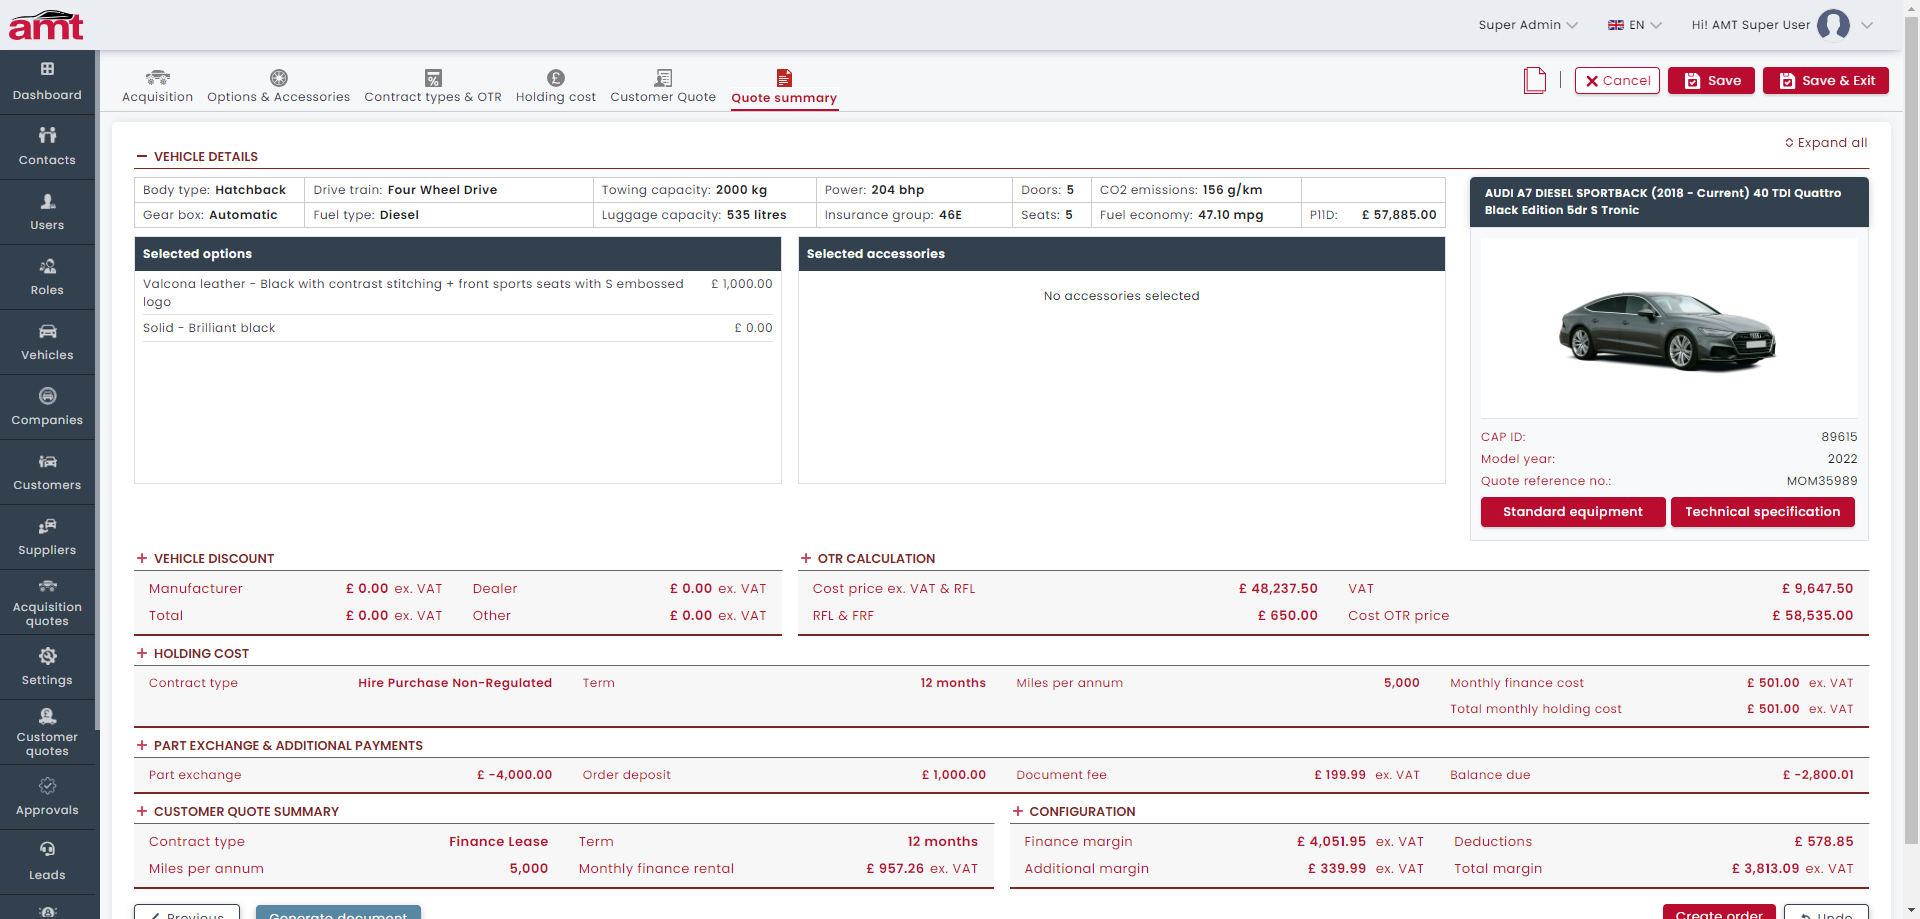 amt
Super Admin
EN
Hi! AMT Super User
Dashboard
Contacts
Users
Roles
Vehicles
Companies
Customers
Suppliers
Acquisition
quotes
Settings
Customer
quotes
Approvals
Leads
Acquisition
Options & Accessories
Contract types & OTR
Holding cost
Customer Quote
Quote summary
Cancel
Save
Save & Exit
Expand all
VEHICLE DETAILS
Body type: Hatchback
Drive train: Four Wheel Drive
Towing capacity: 2000 kg
Power: 204 bhp
Doors: 5
CO2 emissions: 156 g/km
Gear box: Automatic
Fuel type: Diesel
Luggage capacity: 535 litres
Insurance group: 46E
Seats: 5
Fuel economy: 47.10 mpg
P11D: £ 57,885.00
Selected options
Valcona leather - Black with contrast stitching + front sports seats with S embossed £ 1,000.00
logo
Solid - Brilliant black £ 0.00
Selected accessories
No accessories selected
AUDI A7 DIESEL SPORTBACK (2018 - Current) 40 TDI Quattro
Black Edition 5dr S Tronic
CAP ID: 89615
Model year: 2022
Quote reference no.: MOM35989
Standard equipment
Technical specification
VEHICLE DISCOUNT
Manufacturer £ 0.00 ex. VAT Dealer £ 0.00 ex. VAT
Total £ 0.00 ex. VAT Other £ 0.00 ex. VAT
OTR CALCULATION
Cost price ex. VAT & RFL £ 48,237.50 VAT £ 9,647.50
RFL & FRF £ 650.00 Cost OTR price £ 58,535.00
HOLDING COST
Contract type Hire Purchase Non-Regulated Term 12 months Miles per annum 5,000 Monthly finance cost £ 501.00 ex. VAT
Total monthly holding cost £ 501.00 ex. VAT
PART EXCHANGE & ADDITIONAL PAYMENTS
Part exchange £ -4,000.00 Order deposit £ 1,000.00 Document fee £ 199.99 ex. VAT Balance due £ -2,800.01
CUSTOMER QUOTE SUMMARY
Contract type Finance Lease Term 12 months
Miles per annum 5,000 Monthly finance rental £ 957.26 ex. VAT
CONFIGURATION
Finance margin £ 4,051.95 ex. VAT Deductions £ 578.85
Additional margin £ 339.99 ex. VAT Total margin £ 3,813.09 ex. VAT
Previous
Generate document
Create order
Undo